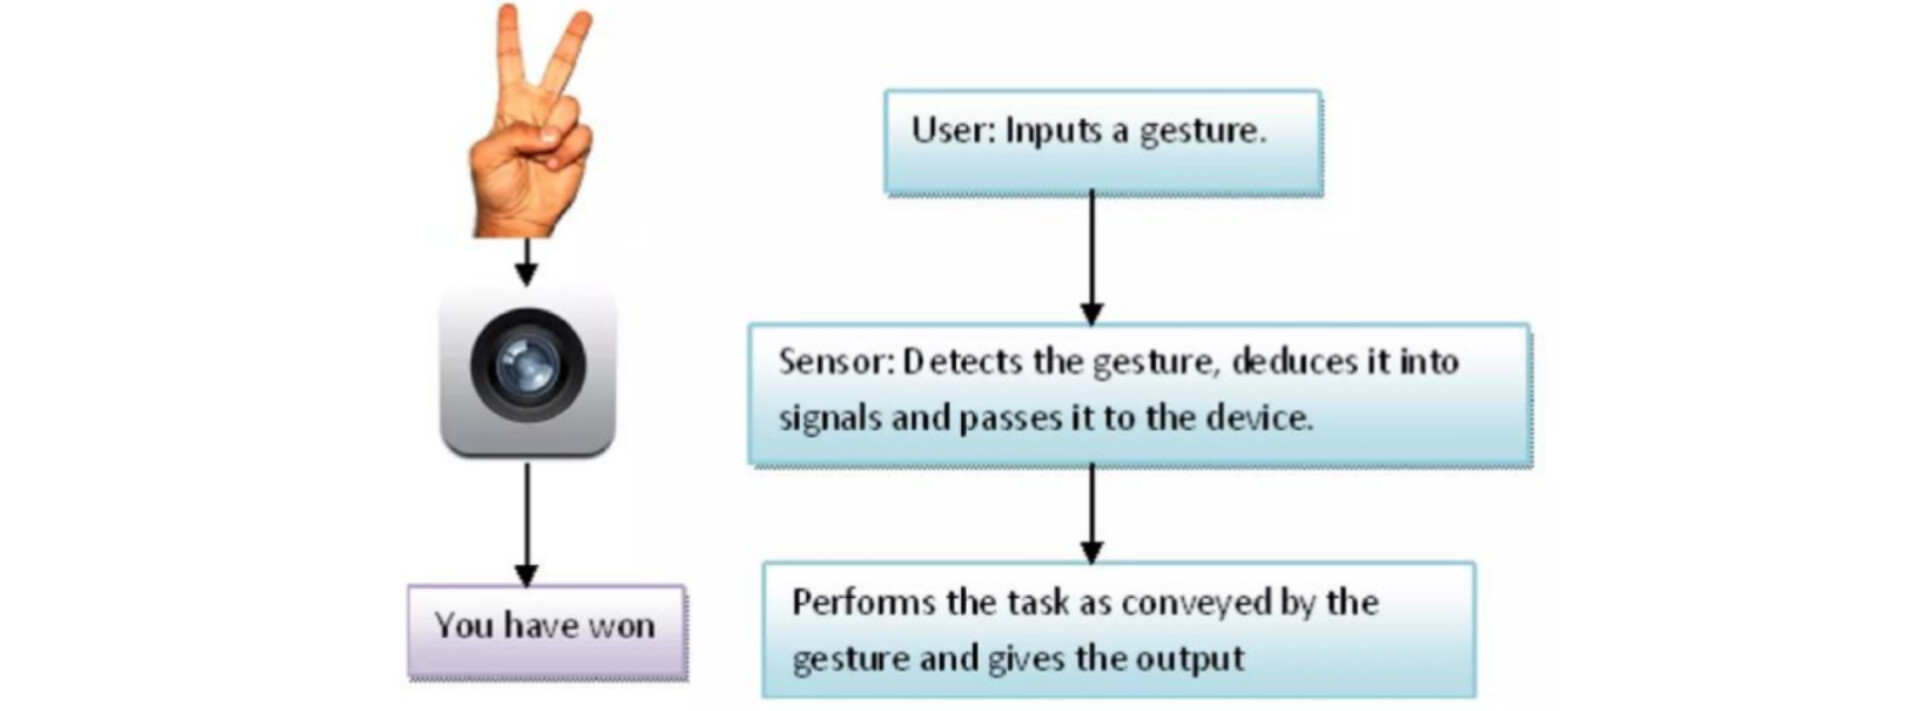 User: Inputs a gesture.
Sensor: Detects the gesture, deduces it into
signals and passes it to the device.
You have won
Performs the task as conveyed by the
gesture and gives the output